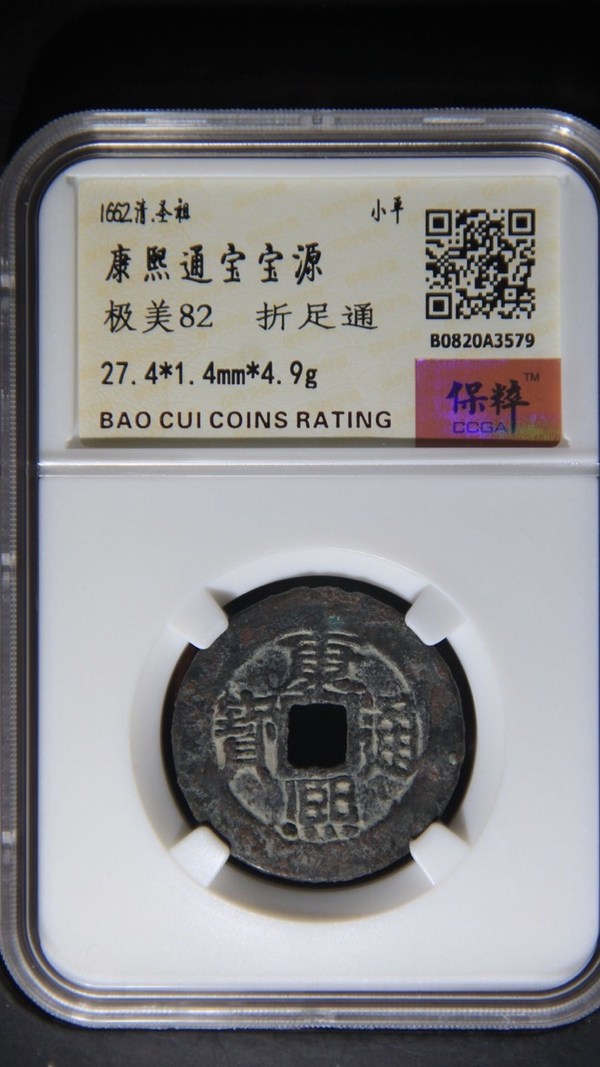 1662清.圣祖 小平
康熙通宝宝源
极美82 折足通
27.4*1.4mm*4.9g
BAO CUI COINS RATING
B0820A3579
保粹™
CCGA
康
寶 通
熙